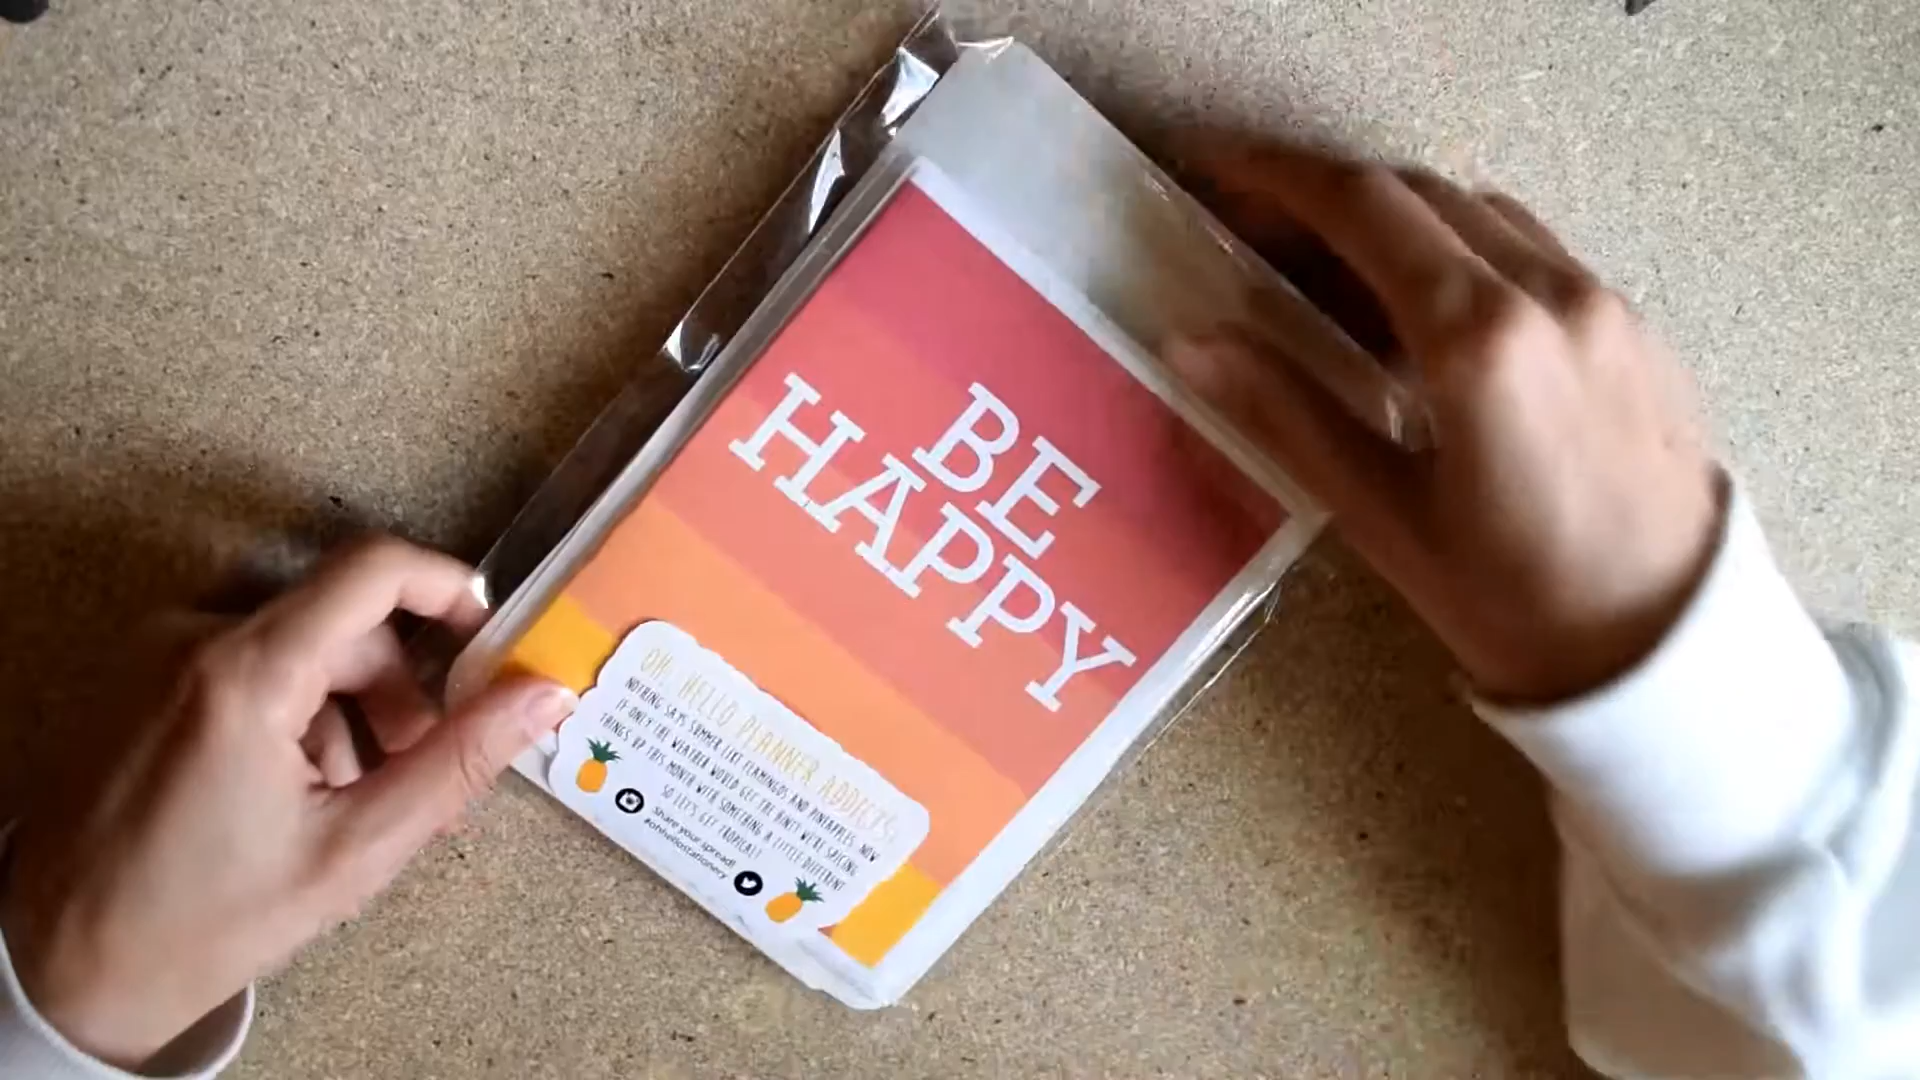 BE
HAPPY
OH, HELLO PLANNER ADDICTS,
NOTHING SAYS SUMMER LIKE FLAMINGOS AND PINEAPPLES. NOW
IF ONLY THE WEATHER WOULD GET THE HINT! WE'RE SPICING
THINGS UP THIS MONTH WITH SOMETHING A LITTLE DIFFERENT
SO LET'S GET TROPICAL!
Share your spread!
#ohhellostationery